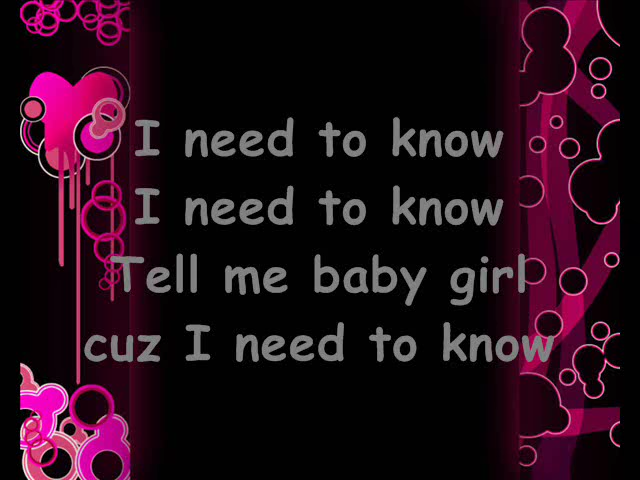 I need to know
I need to know
Tell me baby girl
cuz I need to know